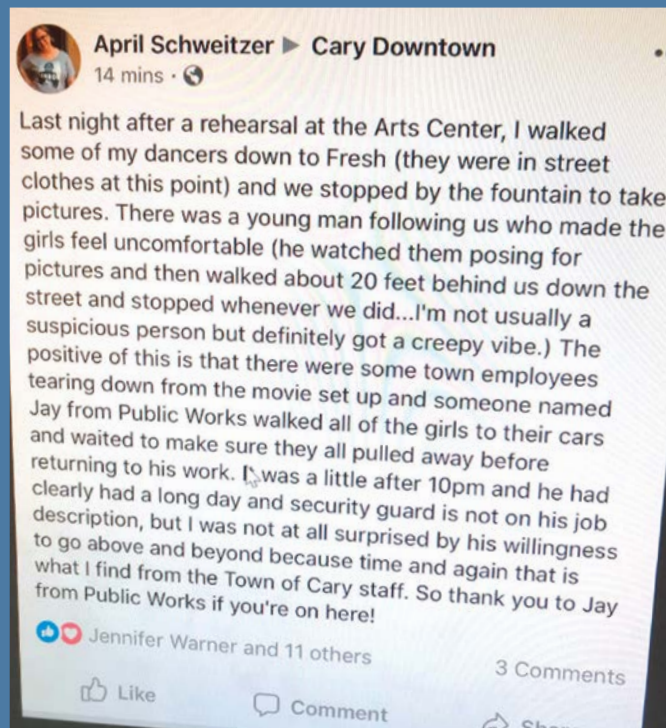 April Schweitzer ▶ Cary Downtown
14 mins ·
Last night after a rehearsal at the Arts Center, I walked
some of my dancers down to Fresh (they were in street
clothes at this point) and we stopped by the fountain to take
pictures. There was a young man following us who made the
girls feel uncomfortable (he watched them posing for
pictures and then walked about 20 feet behind us down the
street and stopped whenever we did...I'm not usually a
suspicious person but definitely got a creepy vibe.) The
positive of this is that there were some town employees
tearing down from the movie set up and someone named
Jay from Public Works walked all of the girls to their cars
and waited to make sure they all pulled away before
returning to his work. I was a little after 10pm and he had
clearly had a long day and security guard is not on his job
description, but I was not at all surprised by his willingness
to go above and beyond because time and again that is
what I find from the Town of Cary staff. So thank you to Jay
from Public Works if you're on here!
Jennifer Warner and 11 others
3 Comments
Like
Comment